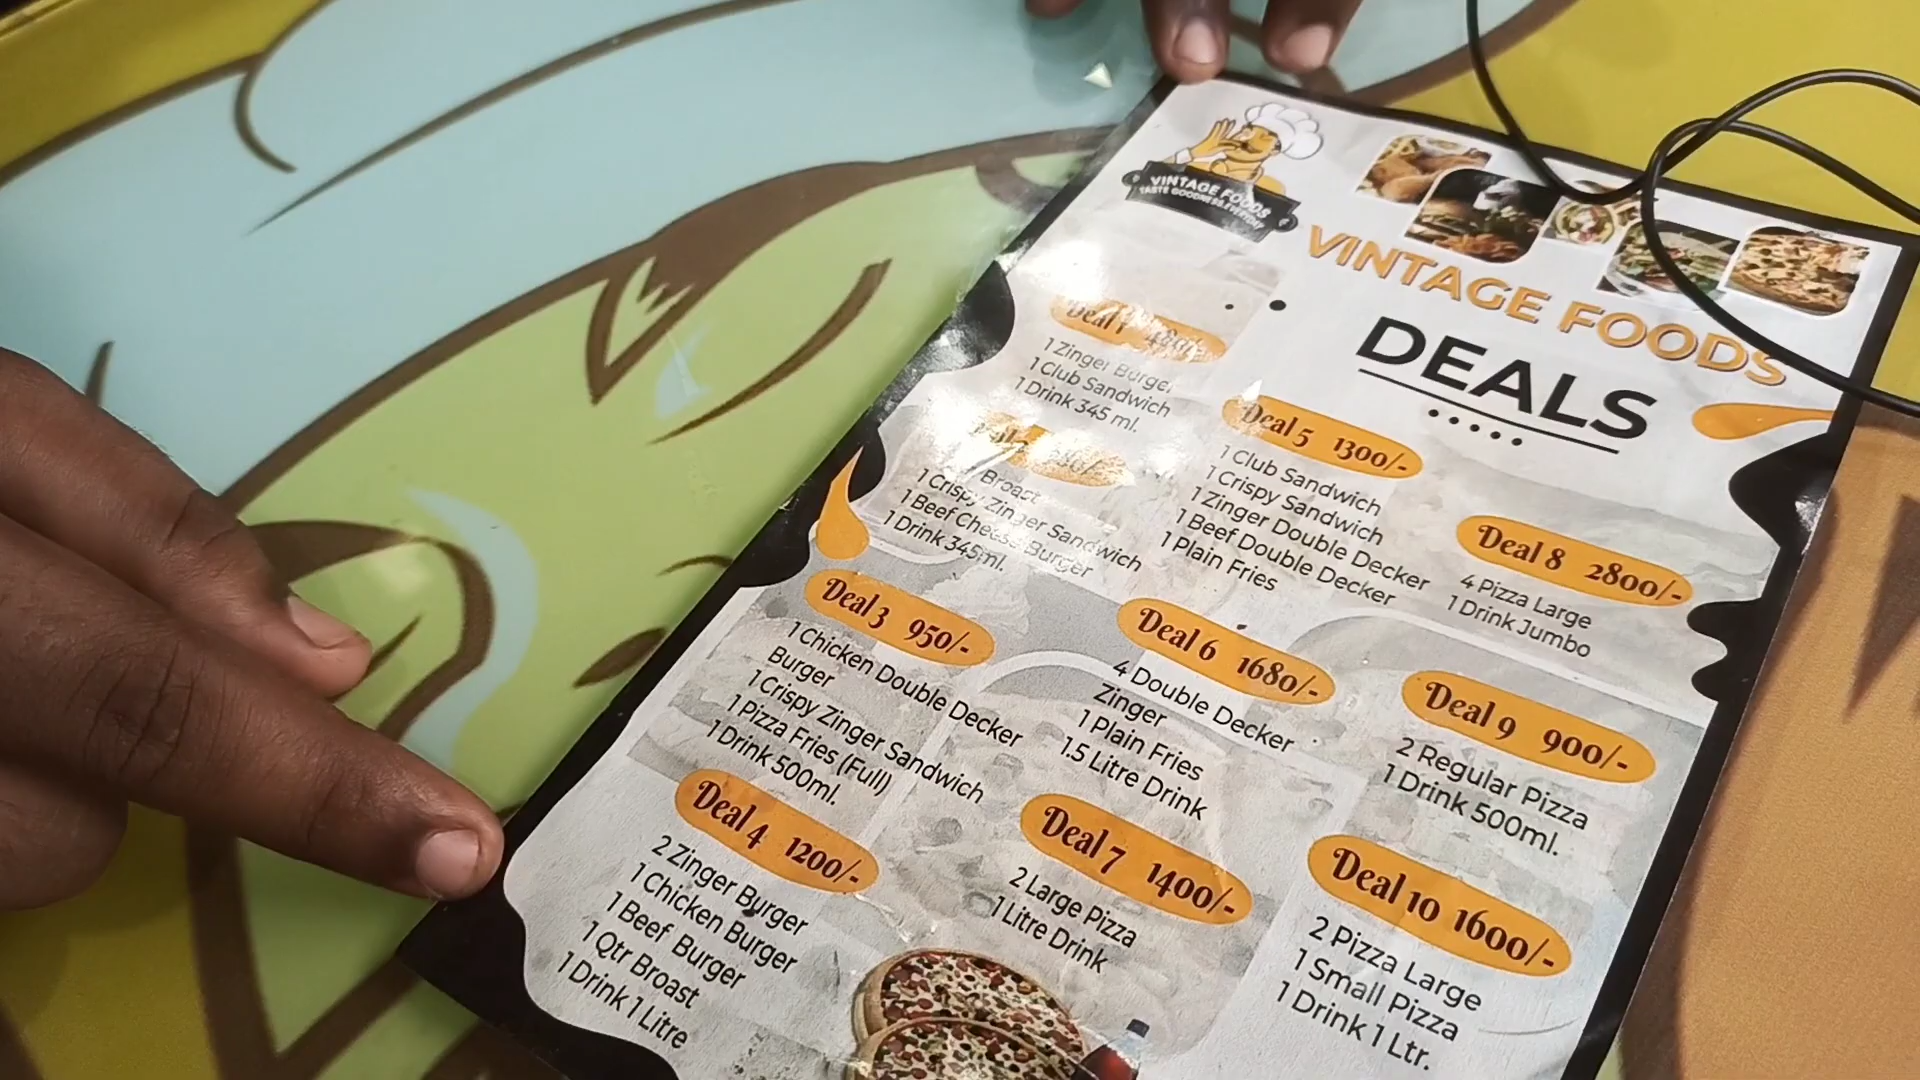 VINTAGE FOODS
TASTE GOODNESS, EVERYDAY
VINTAGE FOODS
DEALS
Deal 1
1 Zinger Burger
1 Club Sandwich
1 Drink 345 ml.
Broast
1 Crispy Zinger Sandwich
1 Beef Cheese Burger
1 Drink 345ml.
Deal 3 950/-
1 Chicken Double Decker
Burger
1 Crispy Zinger Sandwich
1 Pizza Fries (Full)
1 Drink 500ml.
Deal 4 1200/-
2 Zinger Burger
1 Chicken Burger
1 Beef Burger
1 Qtr Broast
1 Drink 1 Litre
Deal 5 1300/-
1 Club Sandwich
1 Crispy Sandwich
1 Zinger Double Decker
1 Beef Double Decker
1 Plain Fries
Deal 6 1680/-
4 Double Decker
Zinger
1 Plain Fries
1.5 Litre Drink
Deal 7 1400/-
2 Large Pizza
1 Litre Drink
Deal 8 2800/-
4 Pizza Large
1 Drink Jumbo
Deal 9 900/-
2 Regular Pizza
1 Drink 500ml.
Deal 10 1600/-
2 Pizza Large
1 Small Pizza
1 Drink 1 Ltr.